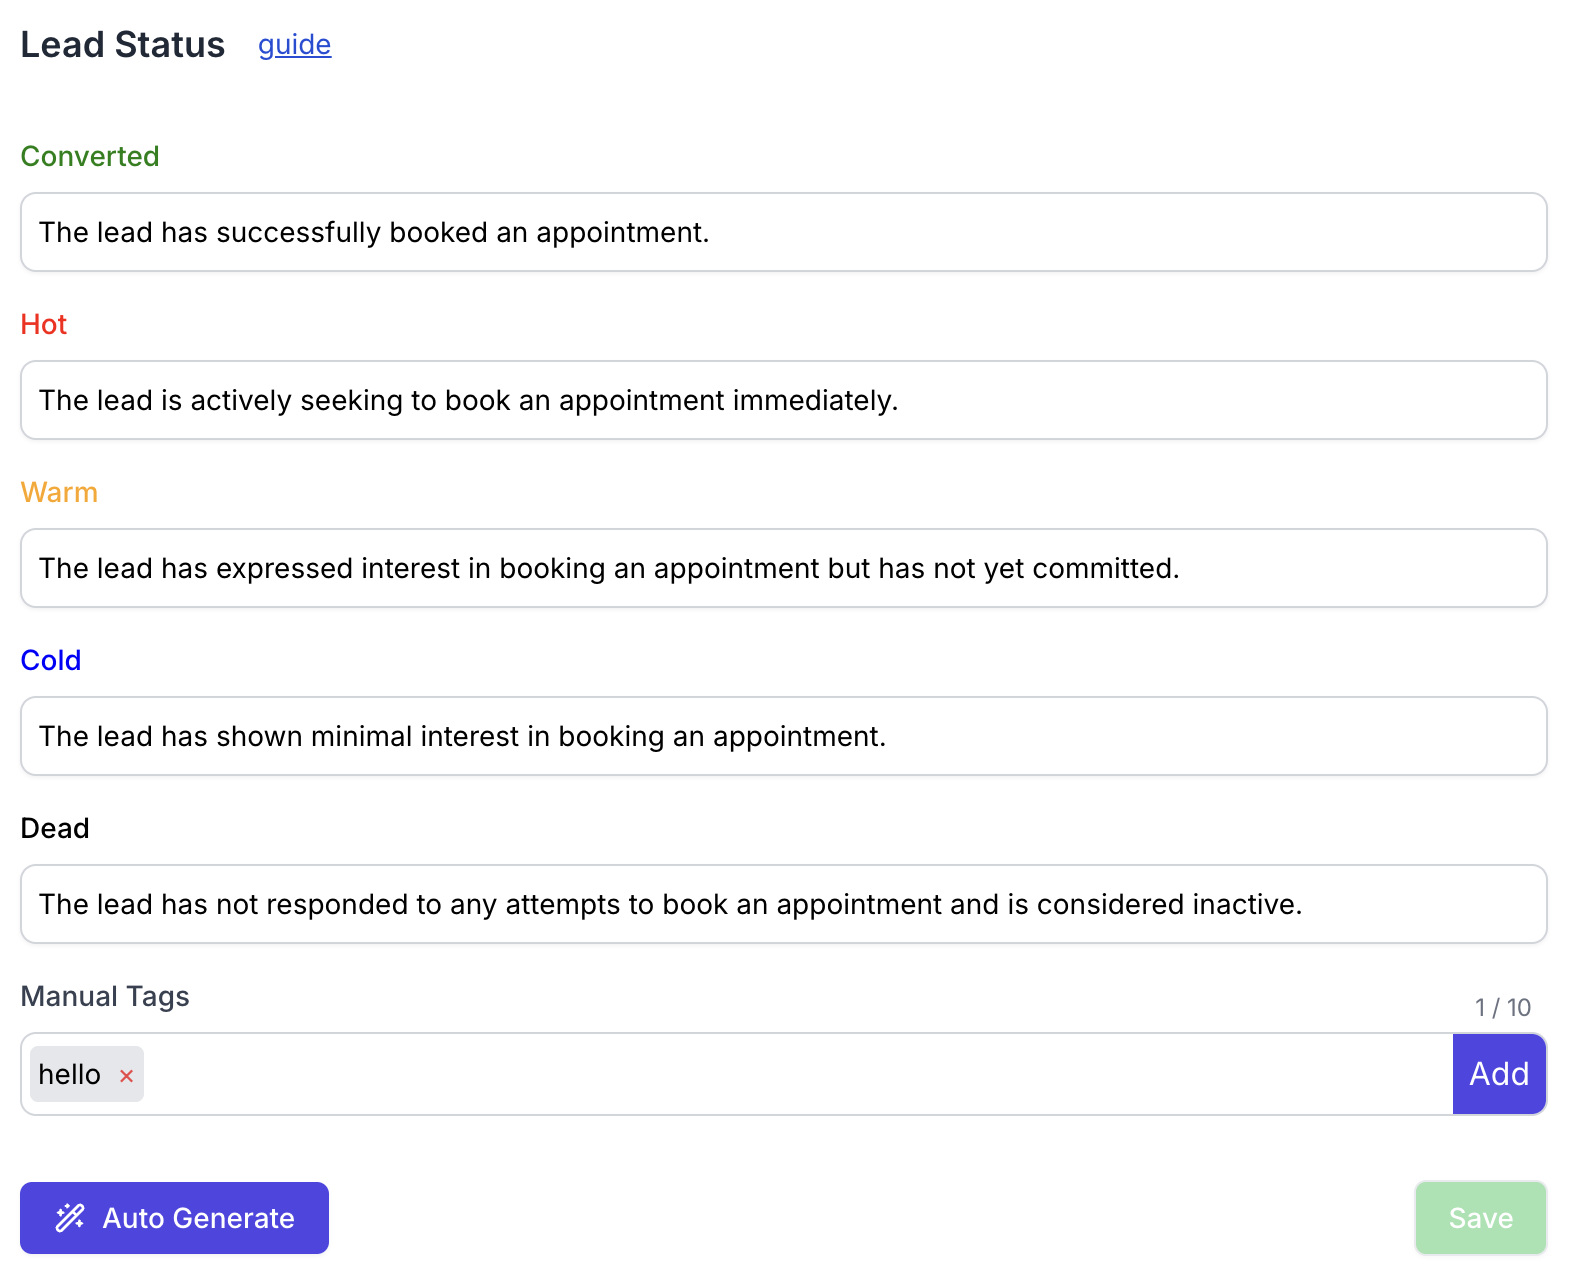 Lead Status guide
Converted
The lead has successfully booked an appointment.
Hot
The lead is actively seeking to book an appointment immediately.
Warm
The lead has expressed interest in booking an appointment but has not yet committed.
Cold
The lead has shown minimal interest in booking an appointment.
Dead
The lead has not responded to any attempts to book an appointment and is considered inactive.
Manual Tags
1 / 10
hello ×
Add
Auto Generate
Save